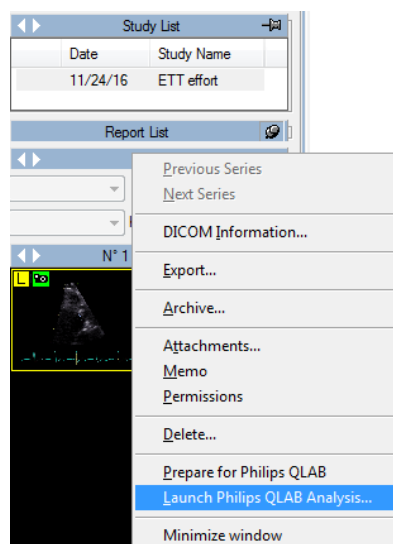 Study List
Date Study Name
11/24/16 ETT effort
Report List
Previous Series
Next Series
DICOM Information...
N° 1
L
Export...
Archive...
Attachments...
Memo
Permissions
Delete...
Prepare for Philips QLAB
Launch Philips QLAB Analysis...
Minimize window